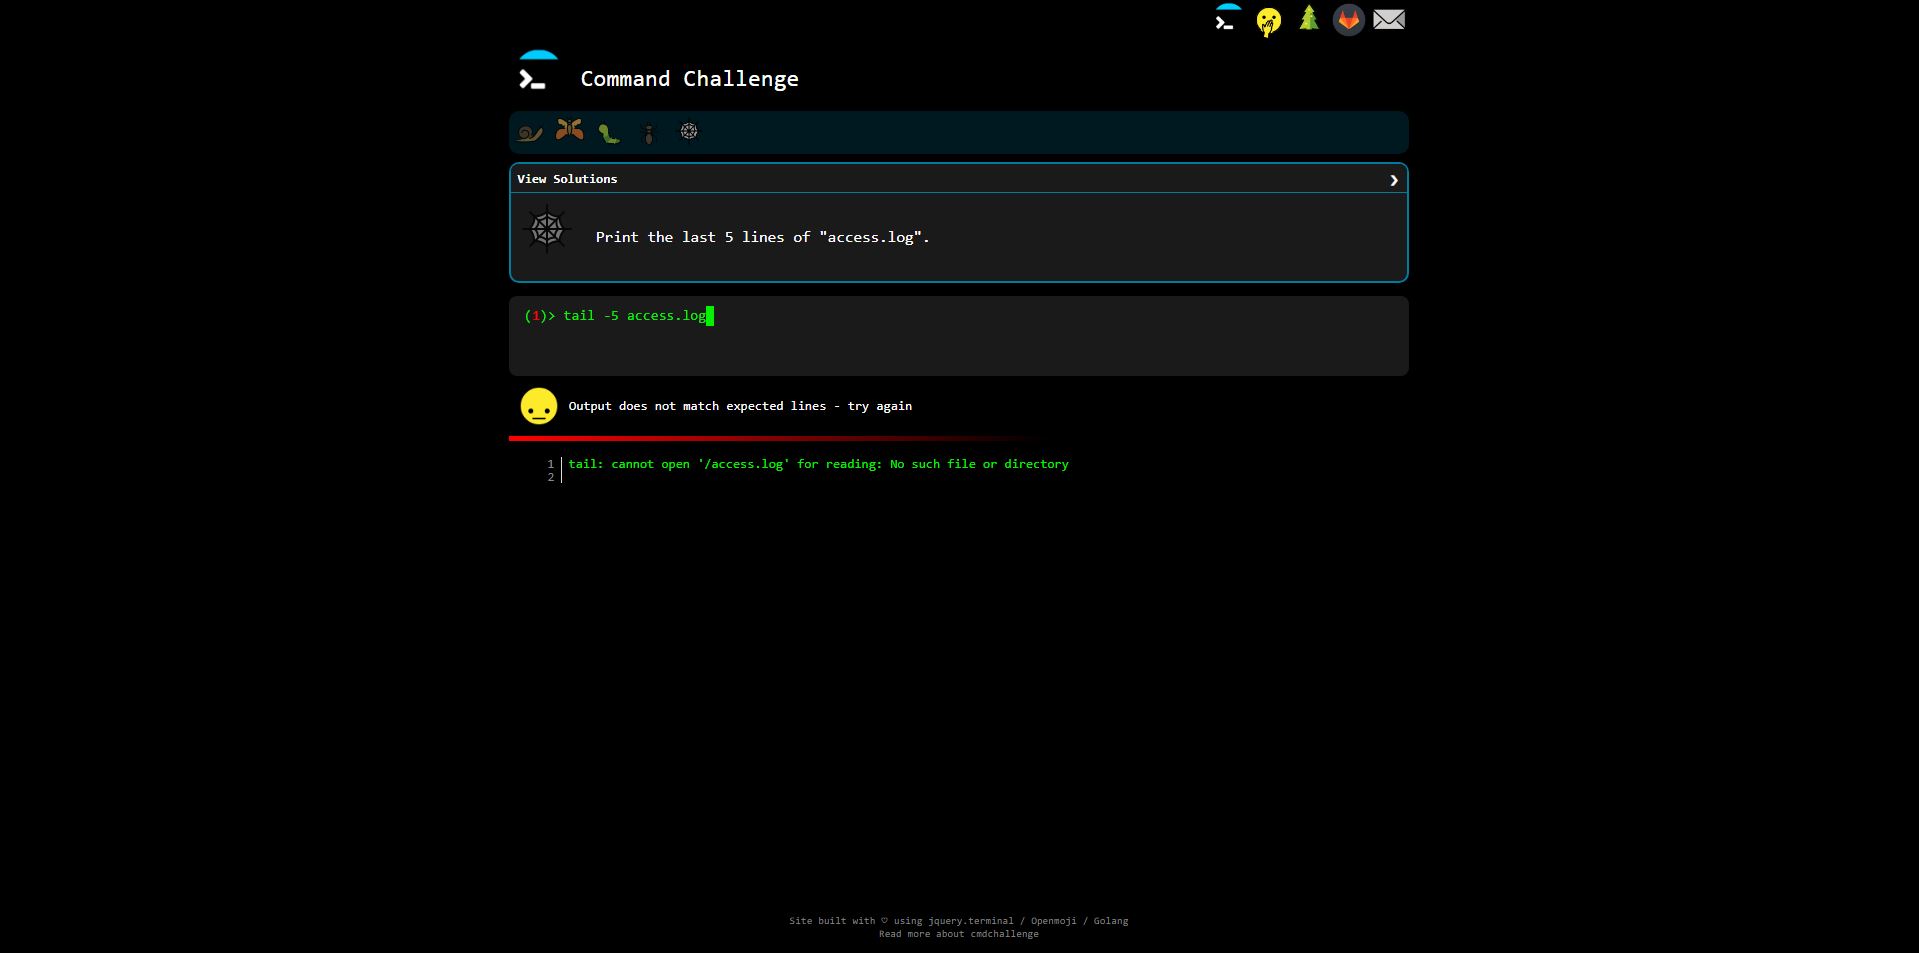 Command Challenge
View Solutions
Print the last 5 lines of "access.log".
(1)> tail -5 access.log
Output does not match expected lines - try again
1 tail: cannot open '/access.log' for reading: No such file or directory
2
Site built with ♡ using jquery.terminal / Openmoji / Golang
Read more about cmdchallenge